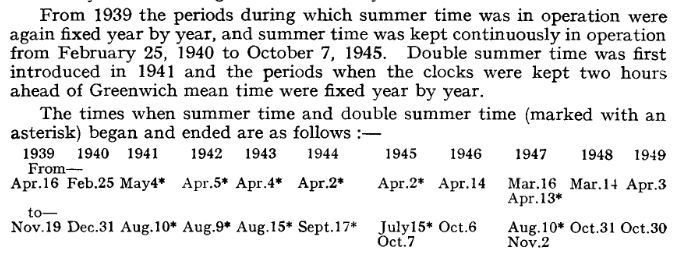 From 1939 the periods during which summer time was in operation were
again fixed year by year, and summer time was kept continuously in operation
from February 25, 1940 to October 7, 1945. Double summer time was first
introduced in 1941 and the periods when the clocks were kept two hours
ahead of Greenwich mean time were fixed year by year.
The times when summer time and double summer time (marked with an
asterisk) began and ended are as follows :—
1939 1940 1941 1942 1943 1944 1945 1946 1947 1948 1949
From—
Apr.16 Feb.25 May4* Apr.5* Apr.4* Apr.2* Apr.2* Apr.14 Mar.16 Mar.14 Apr.3
Apr.13*
to—
Nov.19 Dec.31 Aug.10* Aug.9* Aug.15* Sept.17* July15* Oct.6 Aug.10* Oct.31 Oct.30
Oct.7 Nov.2